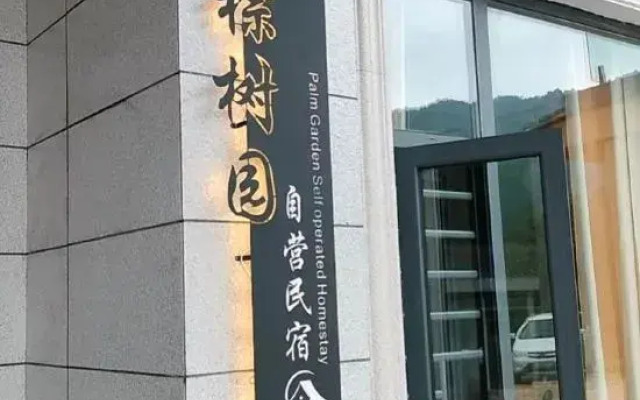 棕树园
自营民宿
Palm Garden Self operated Homestay